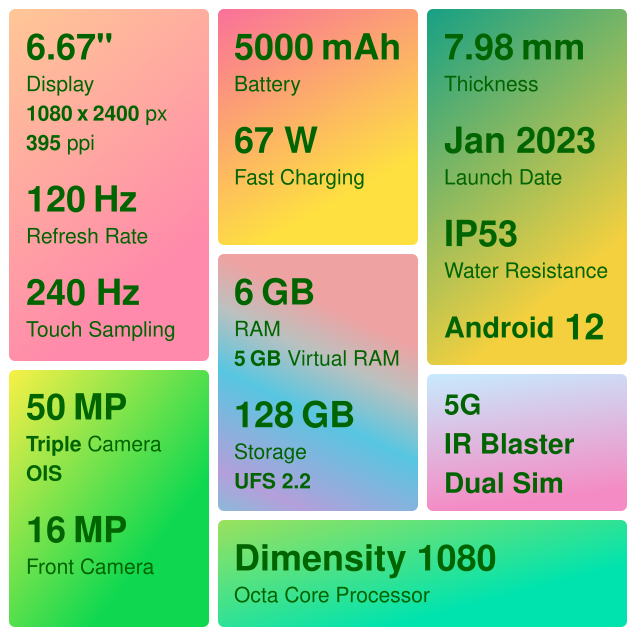 6.67"
Display
1080 x 2400 px
395 ppi
120 Hz
Refresh Rate
240 Hz
Touch Sampling
5000 mAh
Battery
67 W
Fast Charging
7.98 mm
Thickness
Jan 2023
Launch Date
IP53
Water Resistance
Android 12
6 GB
RAM
5 GB Virtual RAM
128 GB
Storage
UFS 2.2
50 MP
Triple Camera
OIS
16 MP
Front Camera
5G
IR Blaster
Dual Sim
Dimensity 1080
Octa Core Processor